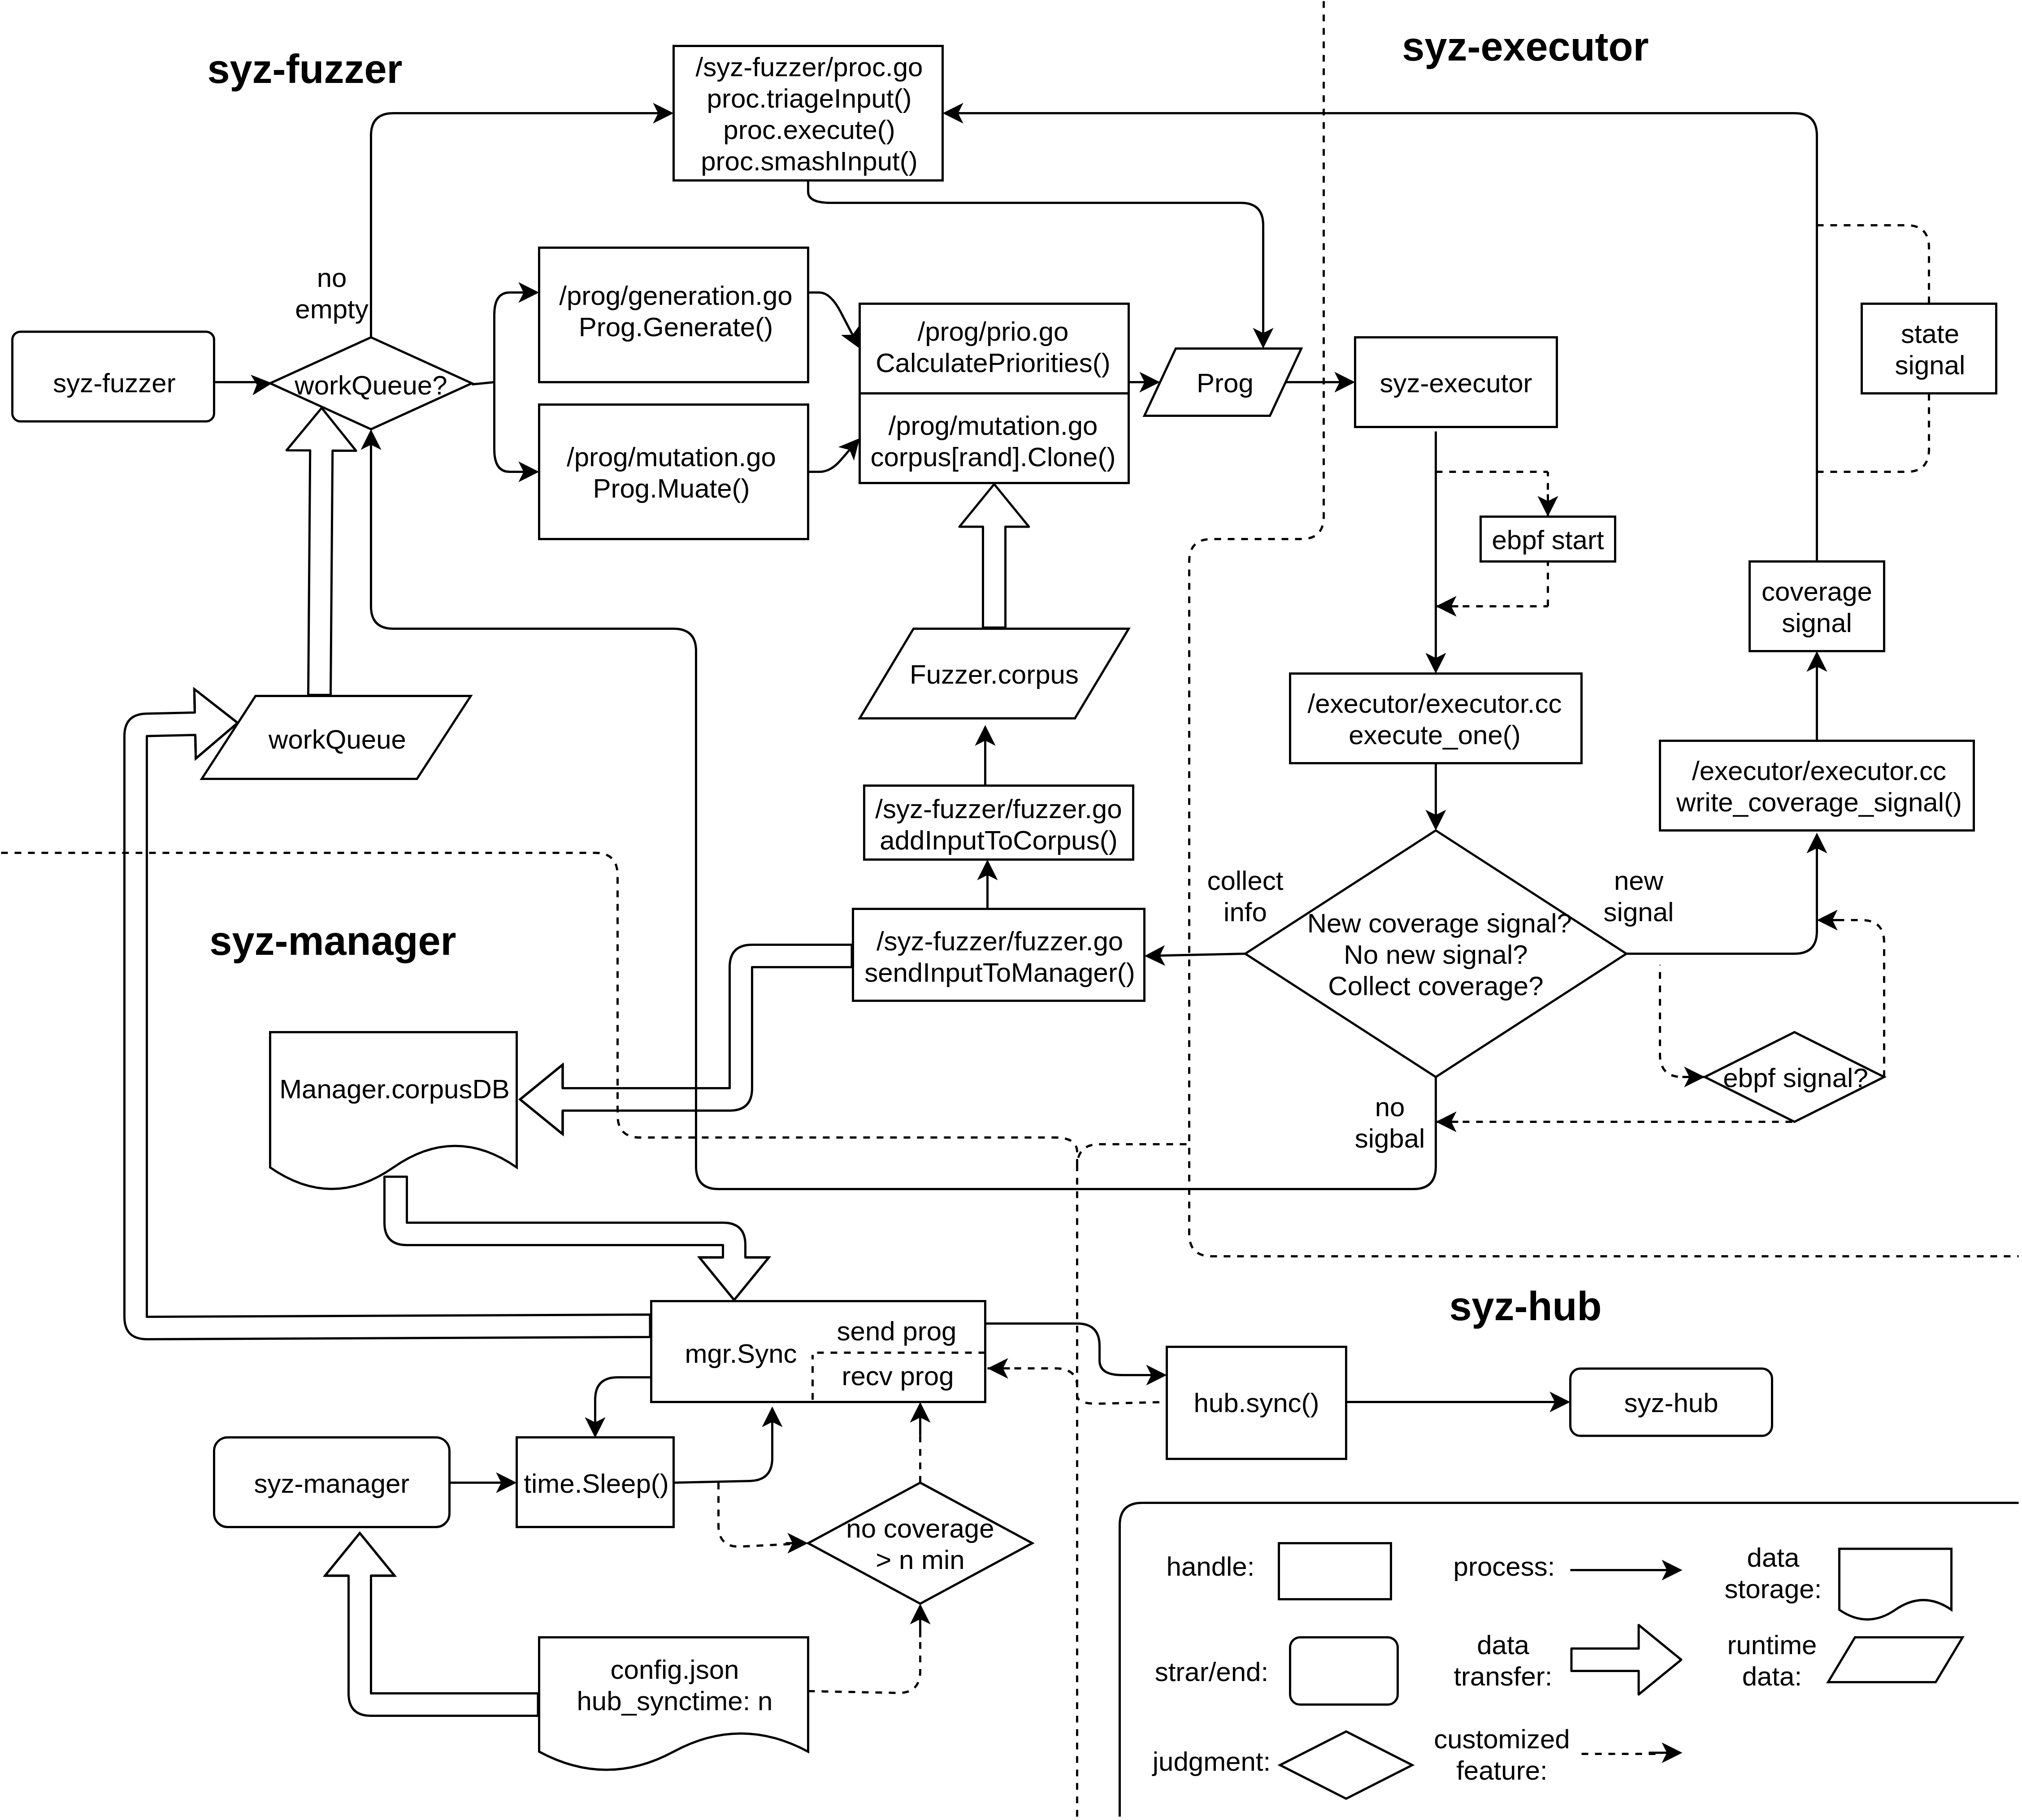 syz-fuzzer
/syz-fuzzer/proc.go
proc.triageInput()
proc.execute()
proc.smashInput()
syz-executor
no
empty
syz-fuzzer
workQueue?
/prog/generation.go
Prog.Generate()
/prog/mutation.go
Prog.Muate()
/prog/prio.go
CalculatePriorities()
/prog/mutation.go
corpus[rand].Clone()
Prog
syz-executor
state
signal
ebpf start
coverage
signal
workQueue
Fuzzer.corpus
/executor/executor.cc
execute_one()
/executor/executor.cc
write_coverage_signal()
/syz-fuzzer/fuzzer.go
addInputToCorpus()
collect
info
new
signal
syz-manager
/syz-fuzzer/fuzzer.go
sendInputToManager()
New coverage signal?
No new signal?
Collect coverage?
Manager.corpusDB
ebpf signal?
no
sigbal
syz-hub
mgr.Sync
send prog
recv prog
hub.sync()
syz-hub
syz-manager
time.Sleep()
no coverage
> n min
config.json
hub_synctime: n
handle:
process:
data
storage:
strar/end:
data
transfer:
runtime
data:
judgment:
customized
feature: